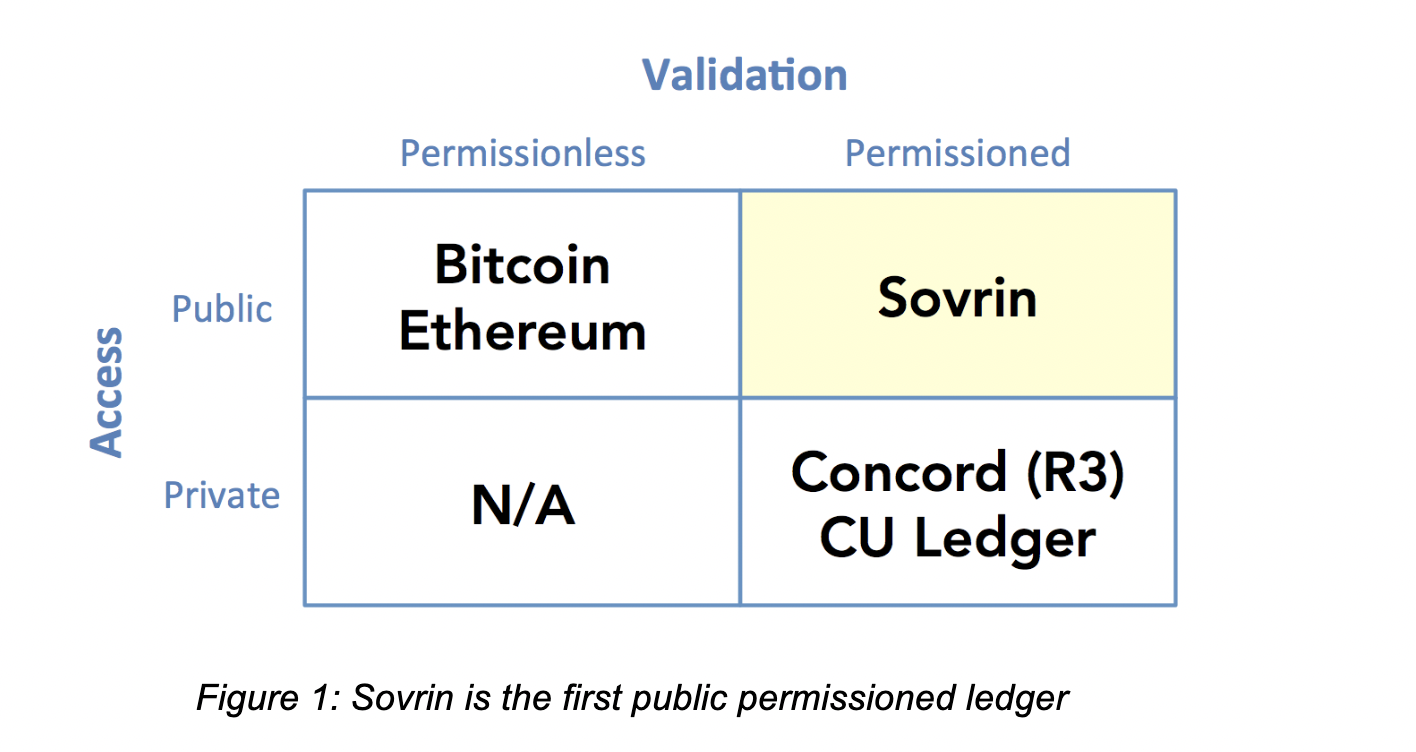 Validation
Permissionless
Permissioned
Access
Public
Bitcoin
Ethereum
Sovrin
Private
N/A
Concord (R3)
CU Ledger
Figure 1: Sovrin is the first public permissioned ledger